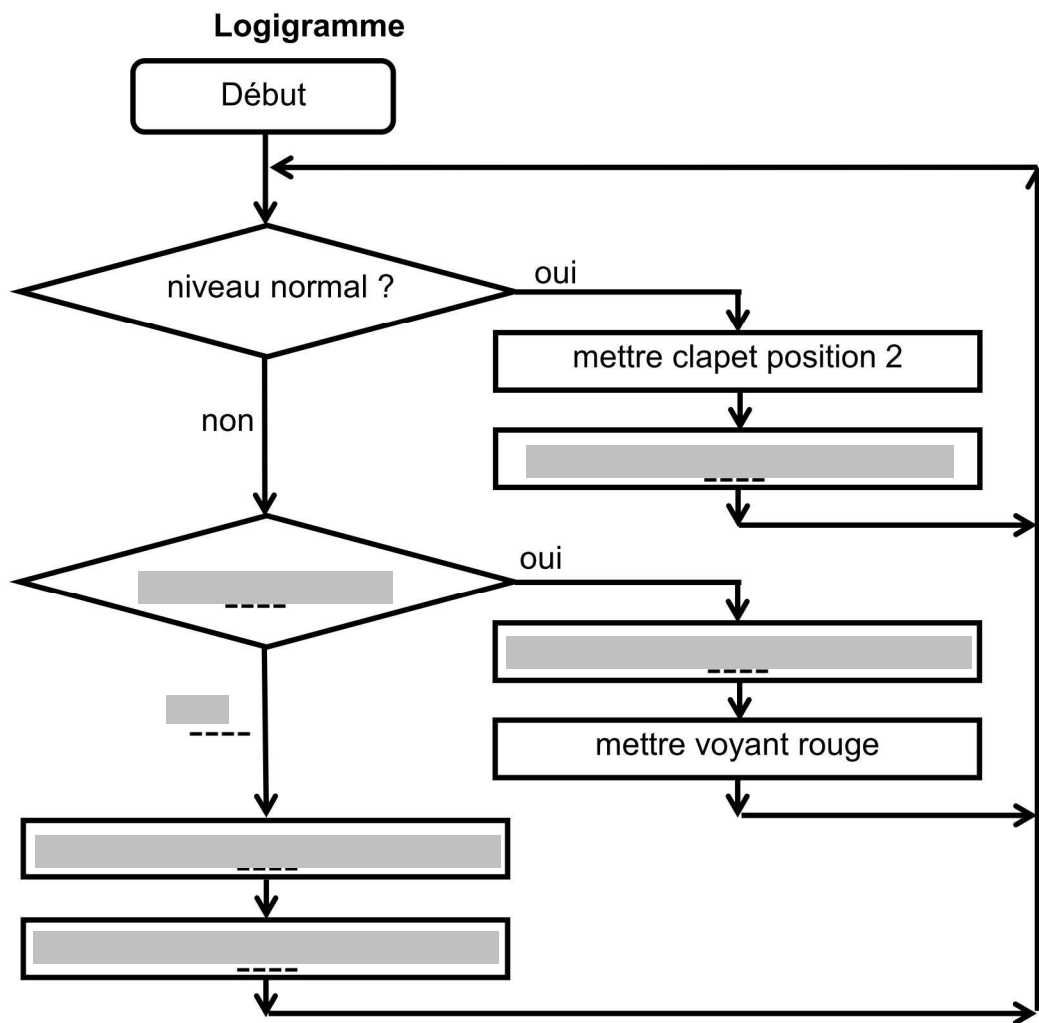 Logigramme
Début
niveau normal ?
oui
mettre clapet position 2
non
oui
mettre voyant rouge